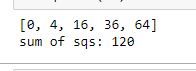 [0, 4, 16, 36, 64]
sum of sqs: 120